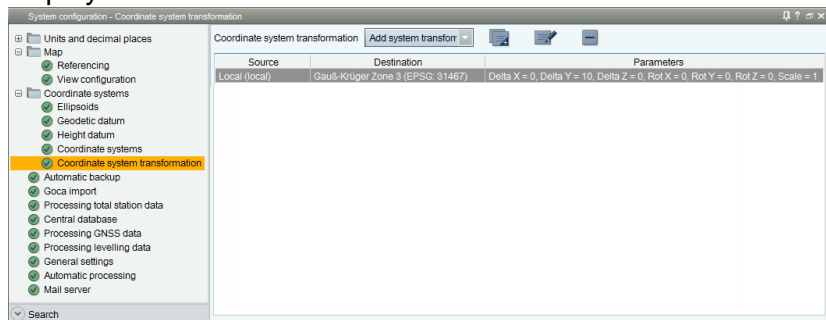 System configuration - Coordinate system transformation
Units and decimal places
Map
Referencing
View configuration
Coordinate systems
Ellipsoids
Geodetic datum
Height datum
Coordinate systems
Coordinate system transformation
Automatic backup
Goca import
Processing total station data
Central database
Processing GNSS data
Processing levelling data
General settings
Automatic processing
Mail server
Search
Coordinate system transformation Add system transforr
Source Destination Parameters
Local (local) Gauß-Krüger Zone 3 (EPSG: 31467) Delta X = 0, Delta Y = 10, Delta Z = 0, Rot X = 0, Rot Y = 0, Rot Z = 0, Scale = 1